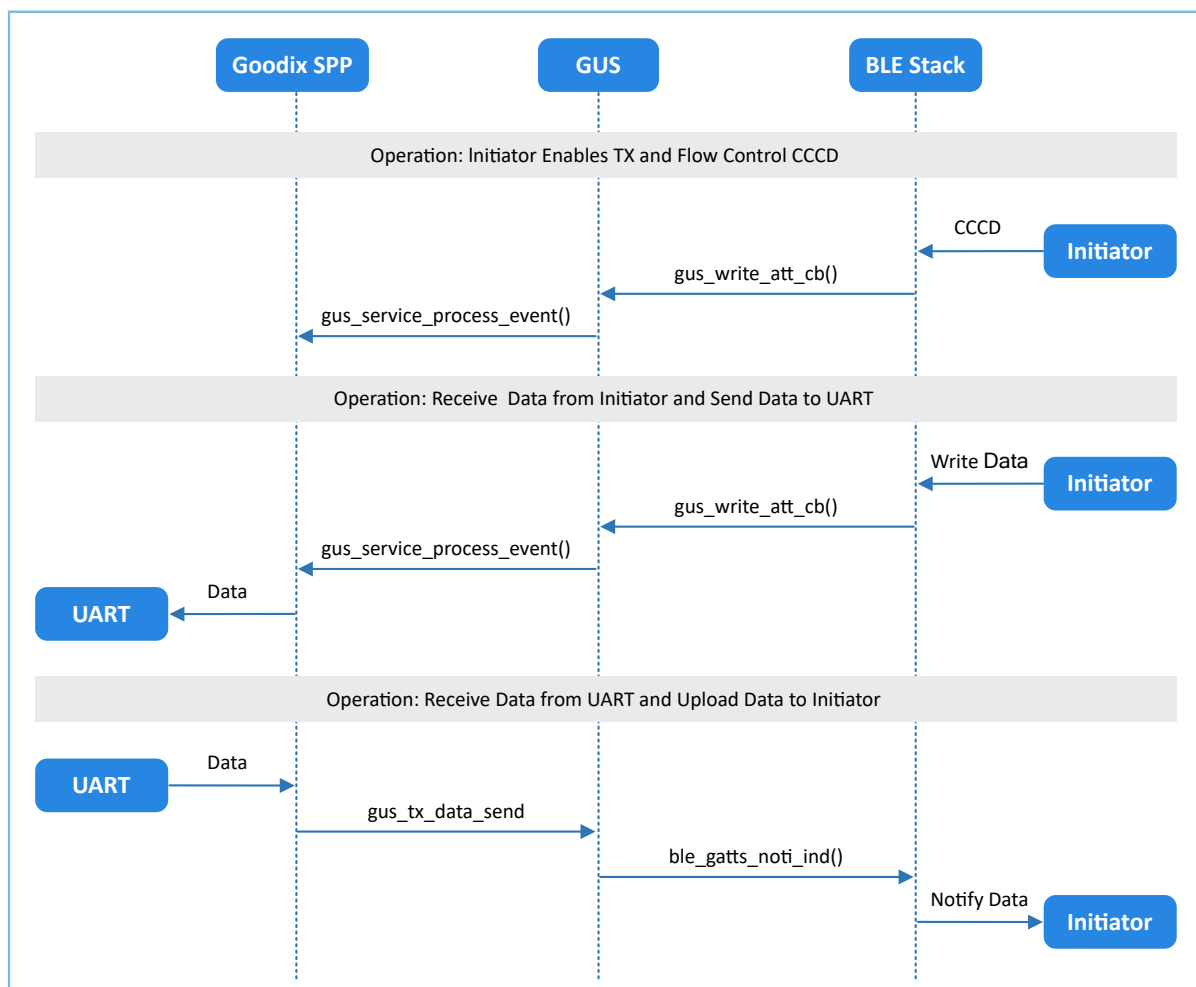 Goodix SPP
GUS
BLE Stack
Operation: Initiator Enables TX and Flow Control CCCD
CCCD
Initiator
gus_write_att_cb()
gus_service_process_event()
Operation: Receive  Data from Initiator and Send Data to UART
Write Data
Initiator
gus_write_att_cb()
gus_service_process_event()
Data
UART
Operation: Receive Data from UART and Upload Data to Initiator
Data
UART
gus_tx_data_send
ble_gatts_noti_ind()
Notify Data
Initiator